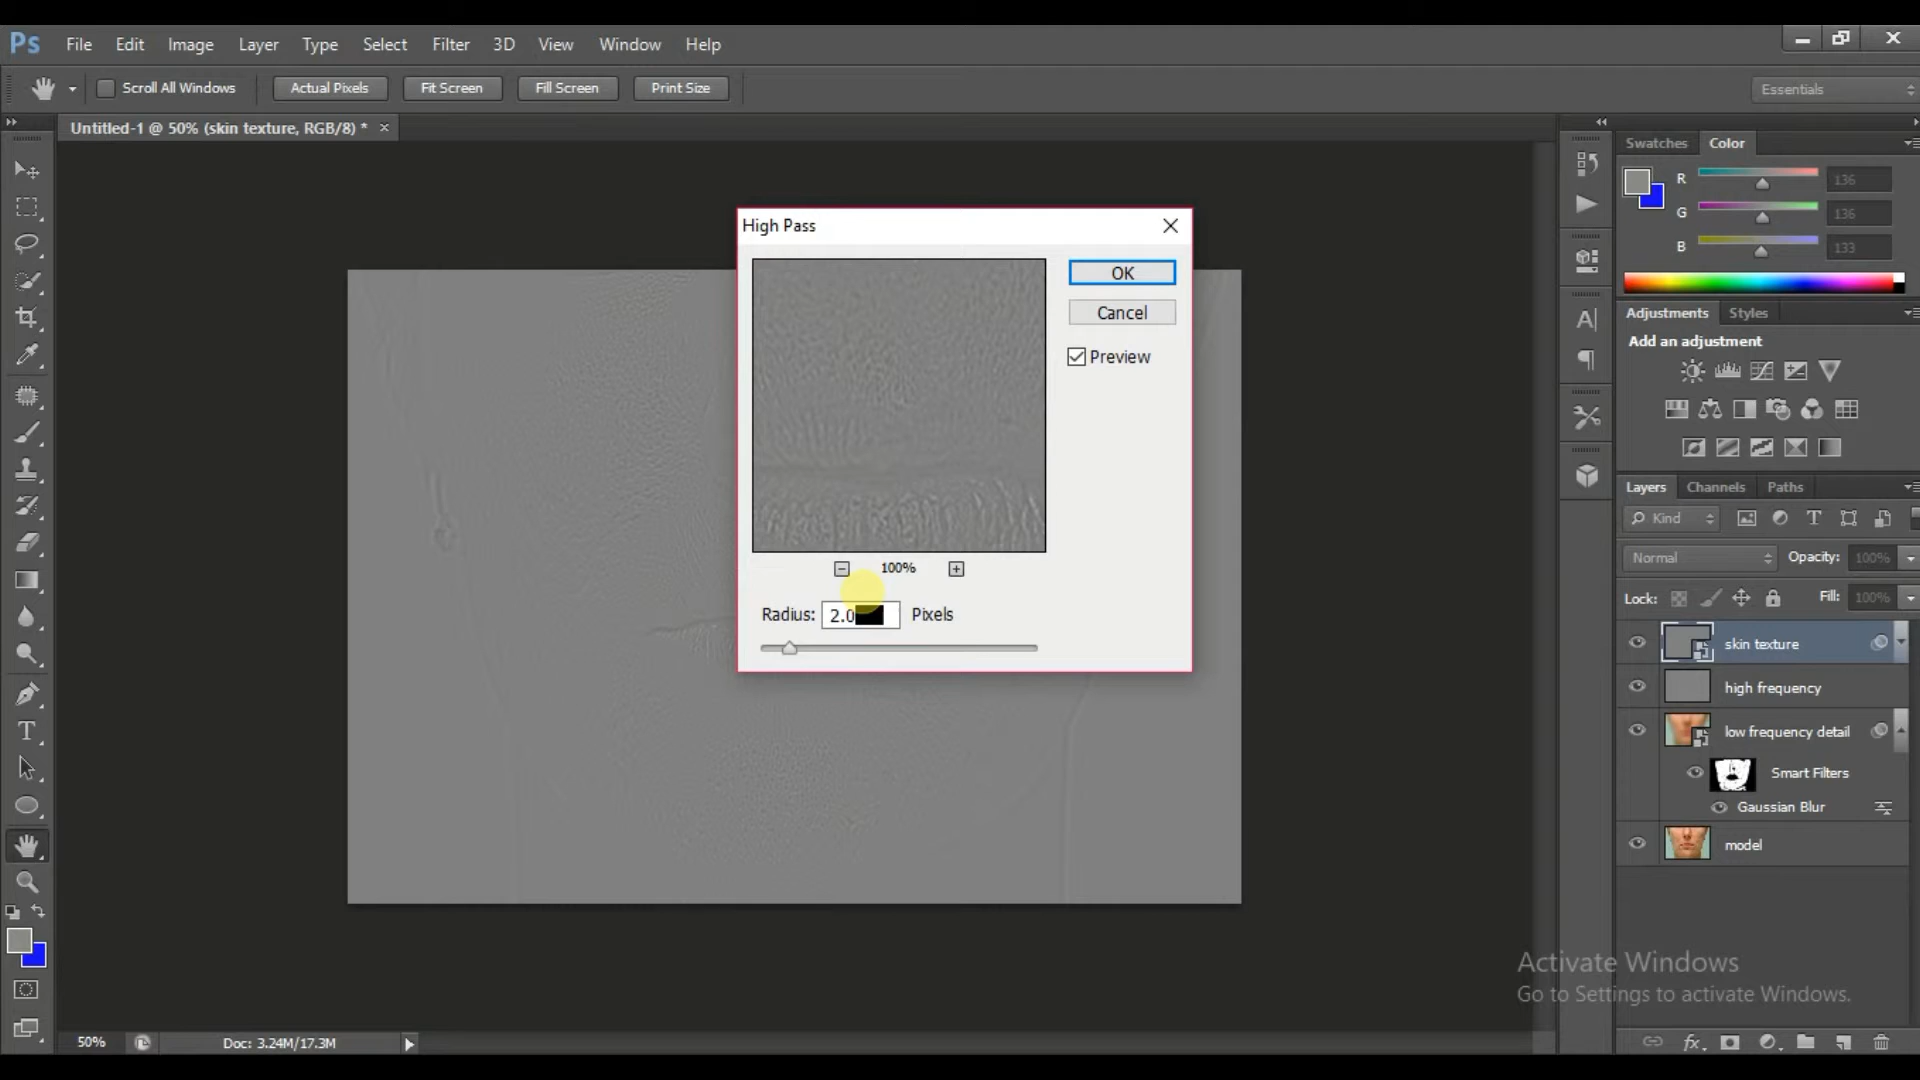 Ps File Edit Image Layer Type Select Filter 3D View Window Help
Scroll All Windows Actual Pixels Fit Screen Fill Screen Print Size Essentials
Untitled-1 @ 50% (skin texture, RGB/8) * ×
Swatches Color
R 136
G 136
B 133
High Pass
OK
Cancel
Preview
100%
Radius: 2.0 Pixels
Adjustments Styles
Add an adjustment
Layers Channels Paths
Kind T
Normal Opacity: 100%
Lock: Fill: 100%
skin texture
high frequency
low frequency detail
Smart Filters
Gaussian Blur
model
Activate Windows
Go to Settings to activate Windows.
50% Doc: 3.24M/17.3M fx.